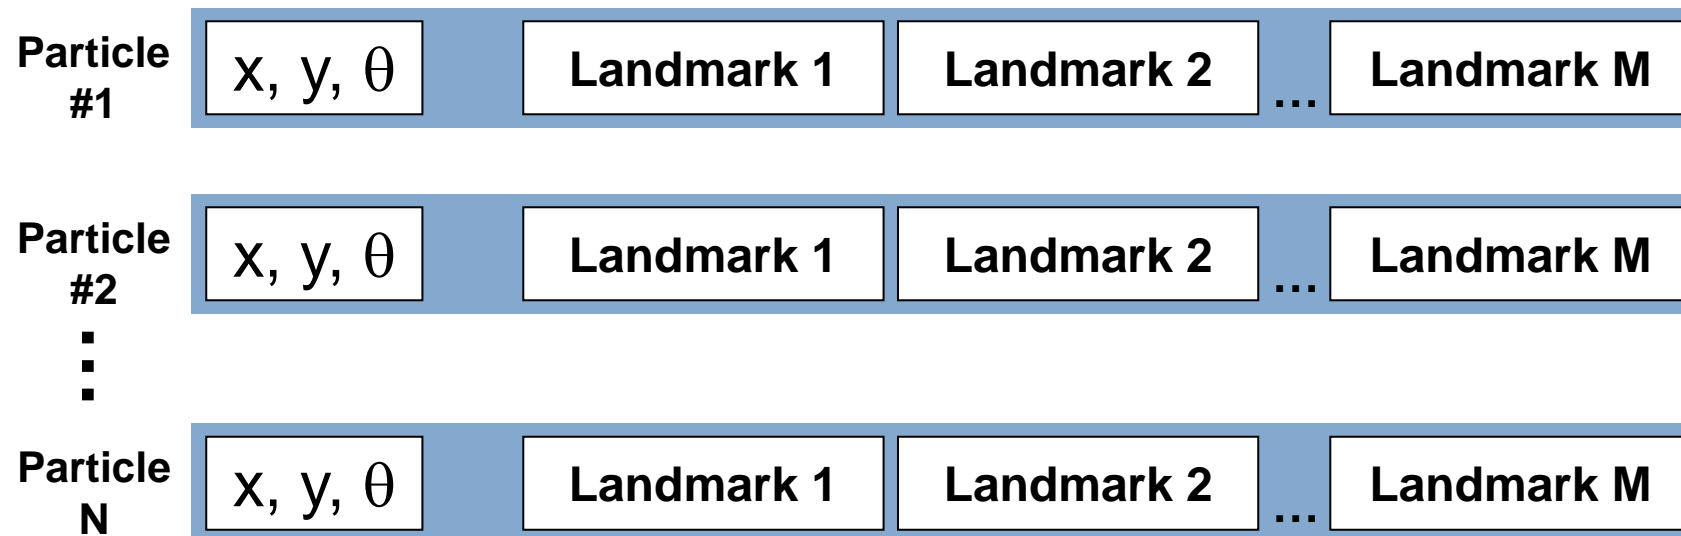 Particle #1
x, y, θ
Landmark 1
Landmark 2
...
Landmark M
Particle #2
x, y, θ
Landmark 1
Landmark 2
...
Landmark M
Particle N
x, y, θ
Landmark 1
Landmark 2
...
Landmark M